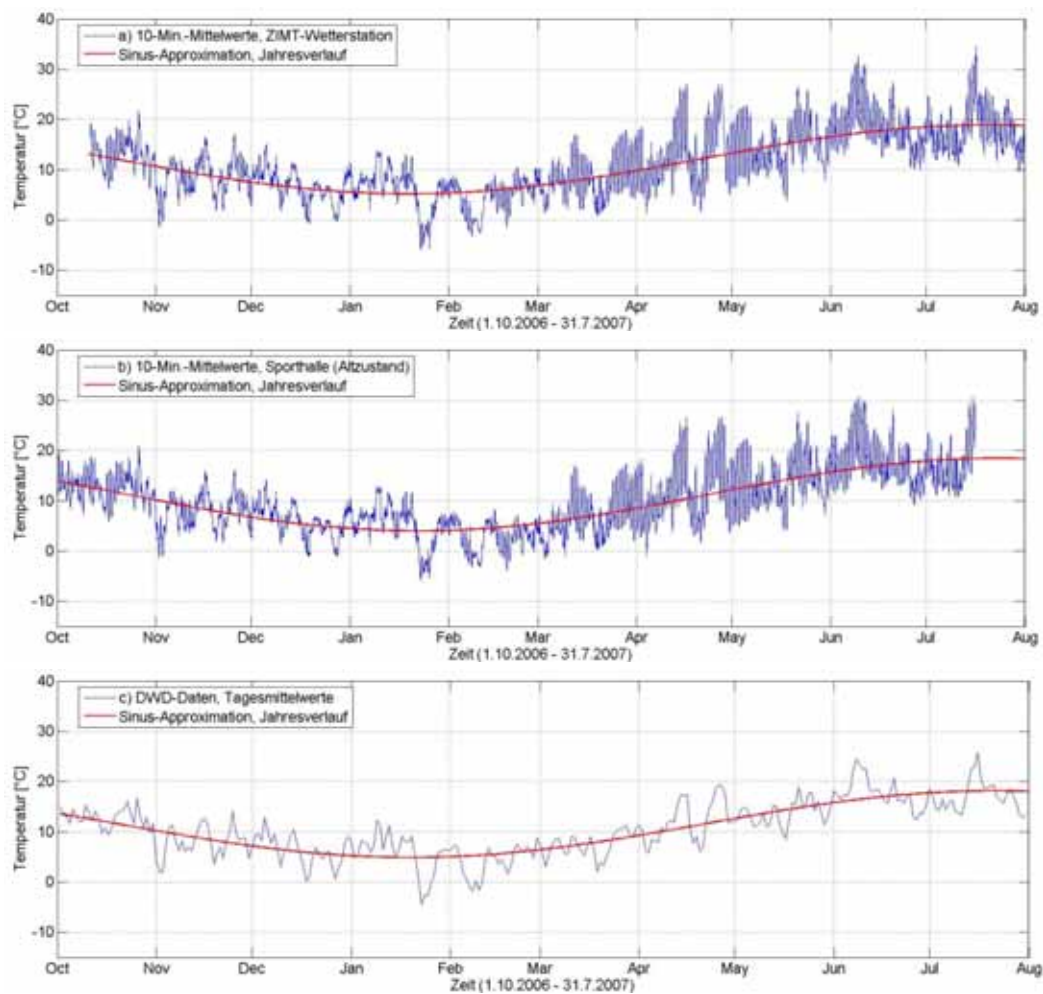 40
30
20
10
0
-10
Temperatur [°C]
a) 10-Min.-Mittelwerte, ZIMT-Wetterstation
Sinus-Approximation, Jahresverlauf
Oct Nov Dec Jan Feb Mar Apr May Jun Jul Aug
Zeit (1.10.2006 - 31.7.2007)
40
30
20
10
0
-10
Temperatur [°C]
b) 10-Min.-Mittelwerte, Sporthalle (Altzustand)
Sinus-Approximation, Jahresverlauf
Oct Nov Dec Jan Feb Mar Apr May Jun Jul Aug
Zeit (1.10.2006 - 31.7.2007)
40
30
20
10
0
-10
Temperatur [°C]
c) DWD-Daten, Tagesmittelwerte
Sinus-Approximation, Jahresverlauf
Oct Nov Dec Jan Feb Mar Apr May Jun Jul Aug
Zeit (1.10.2006 - 31.7.2007)